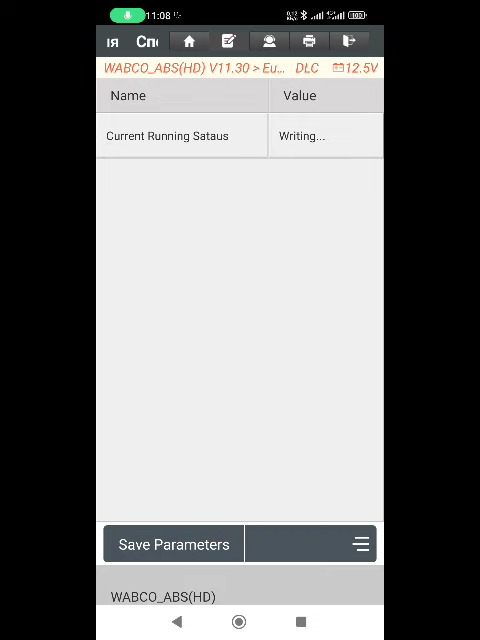 11:08
ия Спо
WABCO_ABS(HD) V11.30 > Eu... DLC 12.5V
Name Value
Current Running Sataus Writing...
Save Parameters
WABCO_ABS(HD)